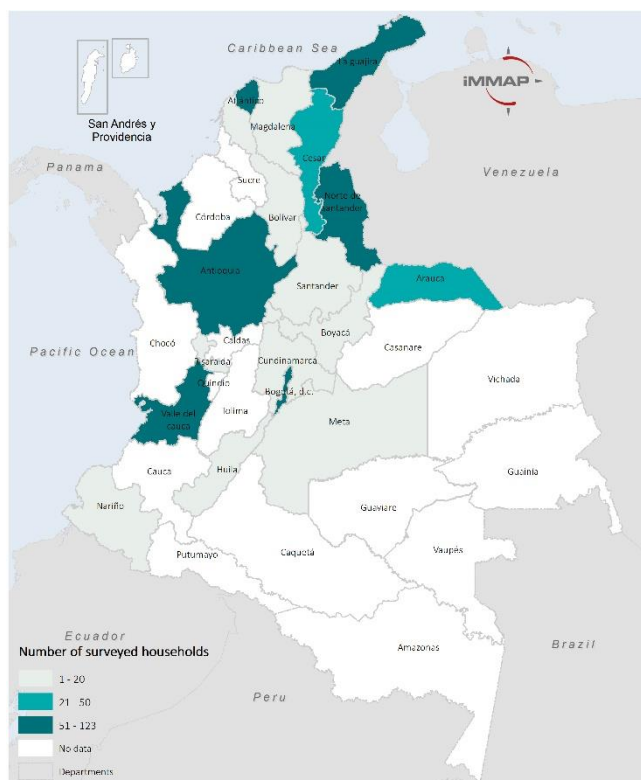 Caribbean Sea
La guajira
iMMAP
Atlántico
San Andrés y
Providencia
Magdalena
Cesar
Panama
Venezuela
Sucre
Norte de
santander
Córdoba
Bolívar
Antioquia
Arauca
Santander
Boyacá
Chocó
Caldas
Casanare
Pacific Ocean
Risaralda
Cundinamarca
Vichada
Quindío
Bogotá, d.c.
Valle del
cauca
Tolima
Meta
Cauca
Huila
Guainía
Nariño
Guaviare
Putumayo
Caquetá
Vaupés
Ecuador
Brazil
Amazonas
Number of surveyed households
1 - 20
21 - 50
51 - 123
No data
Departments
Peru